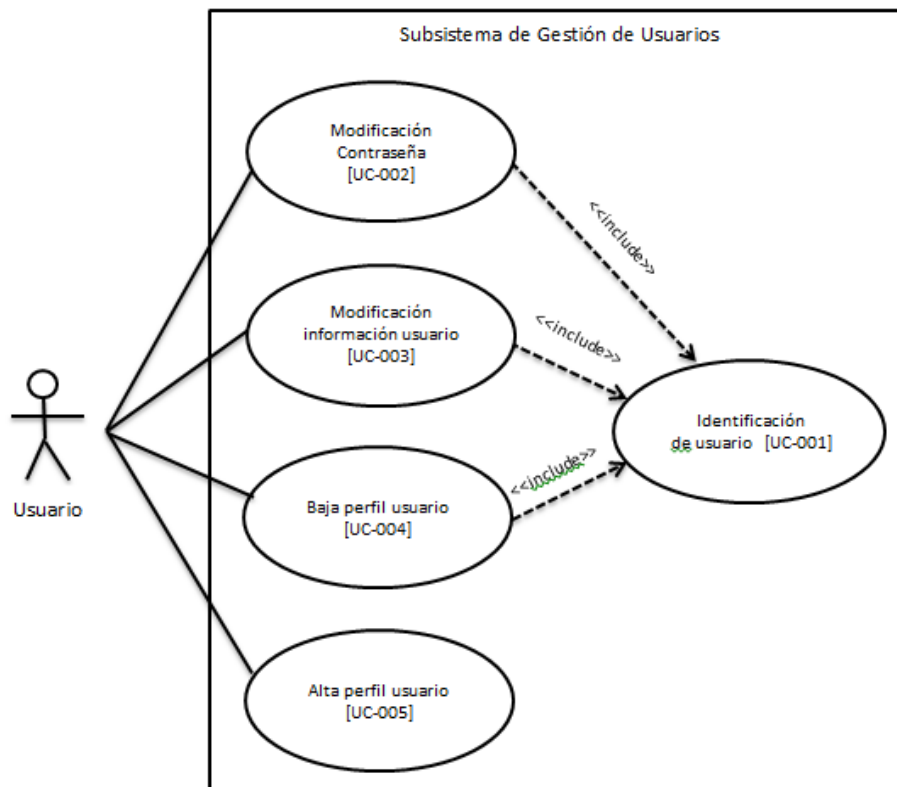 Subsistema de Gestión de Usuarios
Modificación
Contraseña
[UC-002]
<<include>>
Modificación
información usuario
[UC-003]
<<include>>
Identificación
de usuario [UC-001]
Usuario
Baja perfil usuario
[UC-004]
<<include>>
Alta perfil usuario
[UC-005]